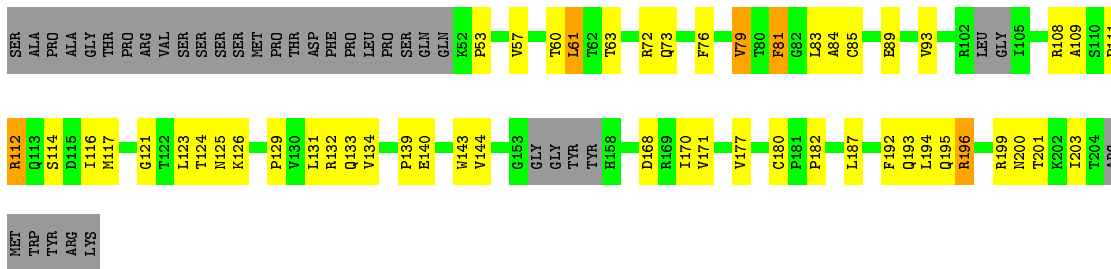 SER ALA PRO ALA GLY THR PRO ARG VAL SER SER SER SER MET PRO THR ASP PHE PRO LEU PRO SER GLN GLN K52 P53 V57 T60 L61 T62 T63 R72 Q73 F76 V79 T80 F81 G82 L83 A84 C85 E89 V93 R102 LEU GLY I105 R108 A109 S110
R112 Q113 S114 D115 I116 M117 G121 T122 L123 T124 N125 K126 P129 V130 L131 R132 Q133 V134 P139 E140 W143 V144 G153 GLY GLY TYR TYR H158 D168 R169 I170 V171 V177 C180 P181 P182 L187 F192 Q193 L194 Q195 R196 R199 N200 T201 K202 I203 T204 ARG
MET TRP TYR ARG LYS